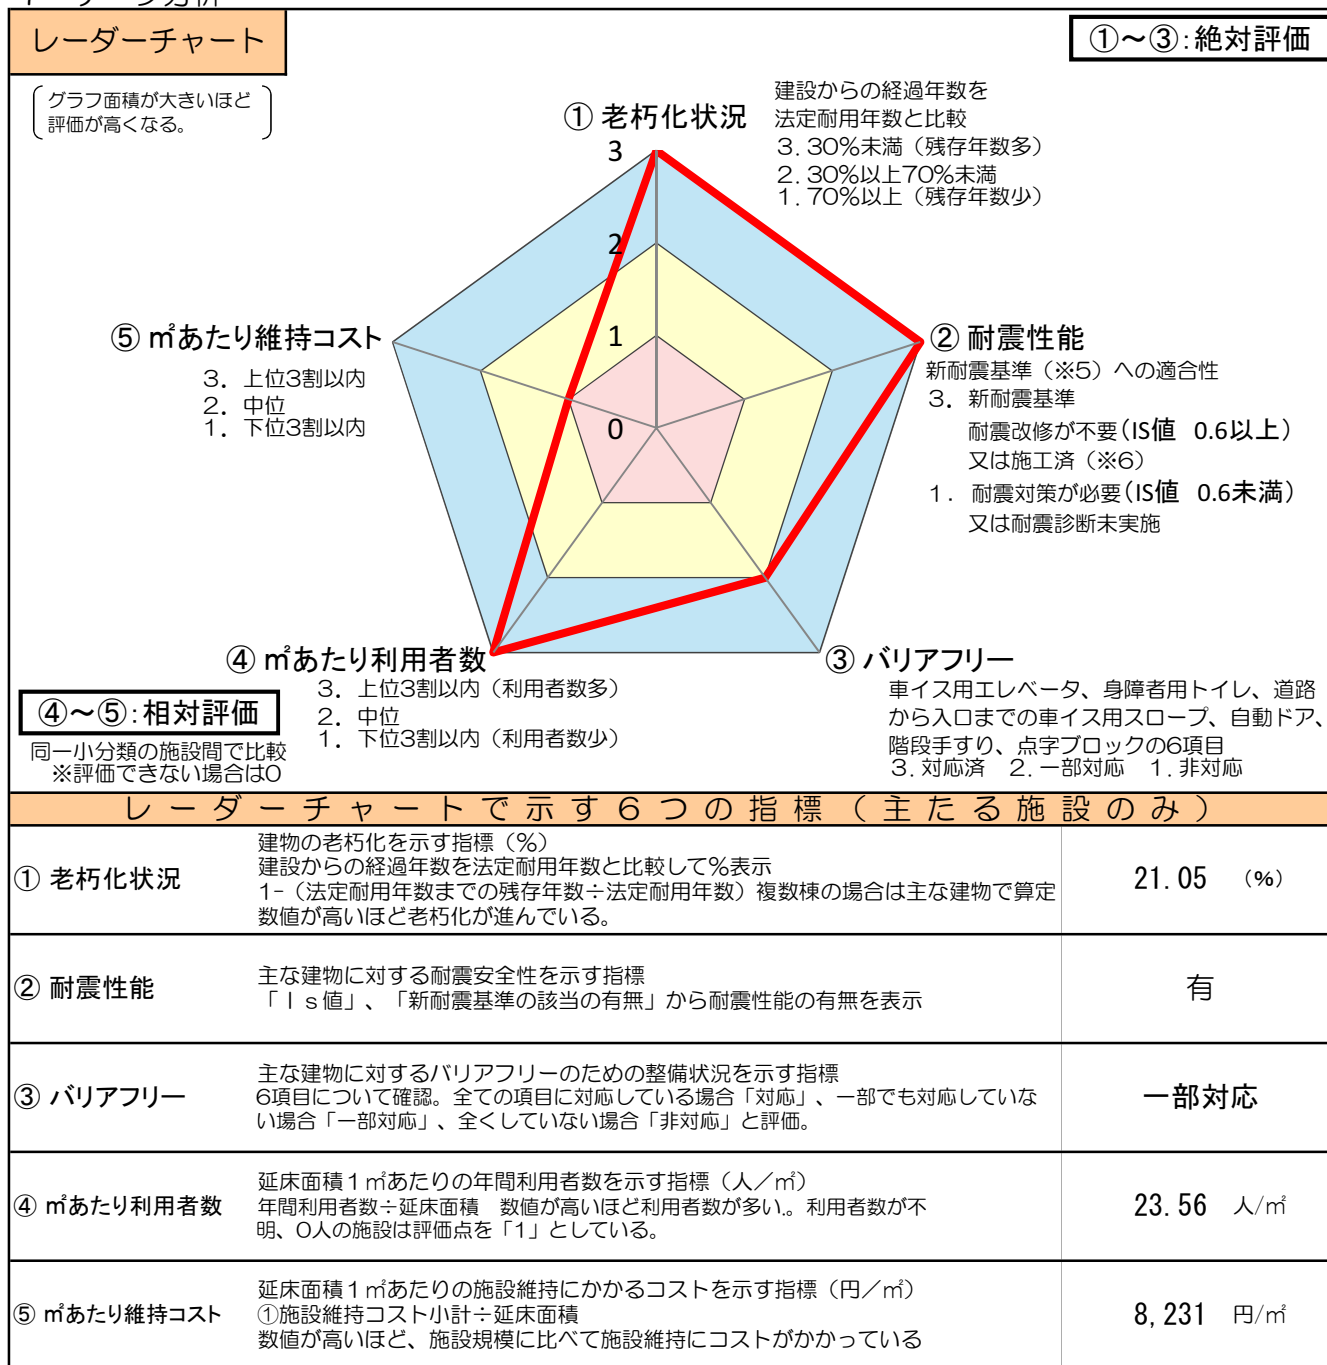 レーダーチャート
①～③:絶対評価
グラフ面積が大きいほど
評価が高くなる。
① 老朽化状況
建設からの経過年数を
法定耐用年数と比較
3.30%未満（残存年数多）
2.30%以上70%未満
1.70%以上（残存年数少）
3
2
1
0
⑤ ㎡あたり維持コスト
3. 上位3割以内
2. 中位
1. 下位3割以内
② 耐震性能
新耐震基準（※5）への適合性
3. 新耐震基準
耐震改修が不要(IS値 0.6以上)
又は施工済（※6）
1. 耐震対策が必要(IS値 0.6未満)
又は耐震診断未実施
④ ㎡あたり利用者数
3. 上位3割以内（利用者数多）
2. 中位
1. 下位3割以内（利用者数少）
③ バリアフリー
車イス用エレベータ、身障者用トイレ、道路
から入口までの車イス用スロープ、自動ドア、
階段手すり、点字ブロックの6項目
3.対応済 2.一部対応 1.非対応
④～⑤:相対評価
同一小分類の施設間で比較
※評価できない場合は0
レーダーチャートで示す6つの指標（主たる施設のみ）
① 老朽化状況
建物の老朽化を示す指標（%）
建設からの経過年数を法定耐用年数と比較して%表示
1-（法定耐用年数までの残存年数÷法定耐用年数）複数棟の場合は主な建物で算定
数値が高いほど老朽化が進んでいる。
21.05 （%）
② 耐震性能
主な建物に対する耐震安全性を示す指標
「Ｉｓ値」、「新耐震基準の該当の有無」から耐震性能の有無を表示
有
③ バリアフリー
主な建物に対するバリアフリーのための整備状況を示す指標
6項目について確認。全ての項目に対応している場合「対応」、一部でも対応していな
い場合「一部対応」、全くしていない場合「非対応」と評価。
一部対応
④ ㎡あたり利用者数
延床面積１㎡あたりの年間利用者数を示す指標（人／㎡）
年間利用者数÷延床面積 数値が高いほど利用者数が多い。利用者数が不
明、0人の施設は評価点を「1」としている。
23.56 人/㎡
⑤ ㎡あたり維持コスト
延床面積１㎡あたりの施設維持にかかるコストを示す指標（円／㎡）
①施設維持コスト小計÷延床面積
数値が高いほど、施設規模に比べて施設維持にコストがかかっている
8,231 円/㎡